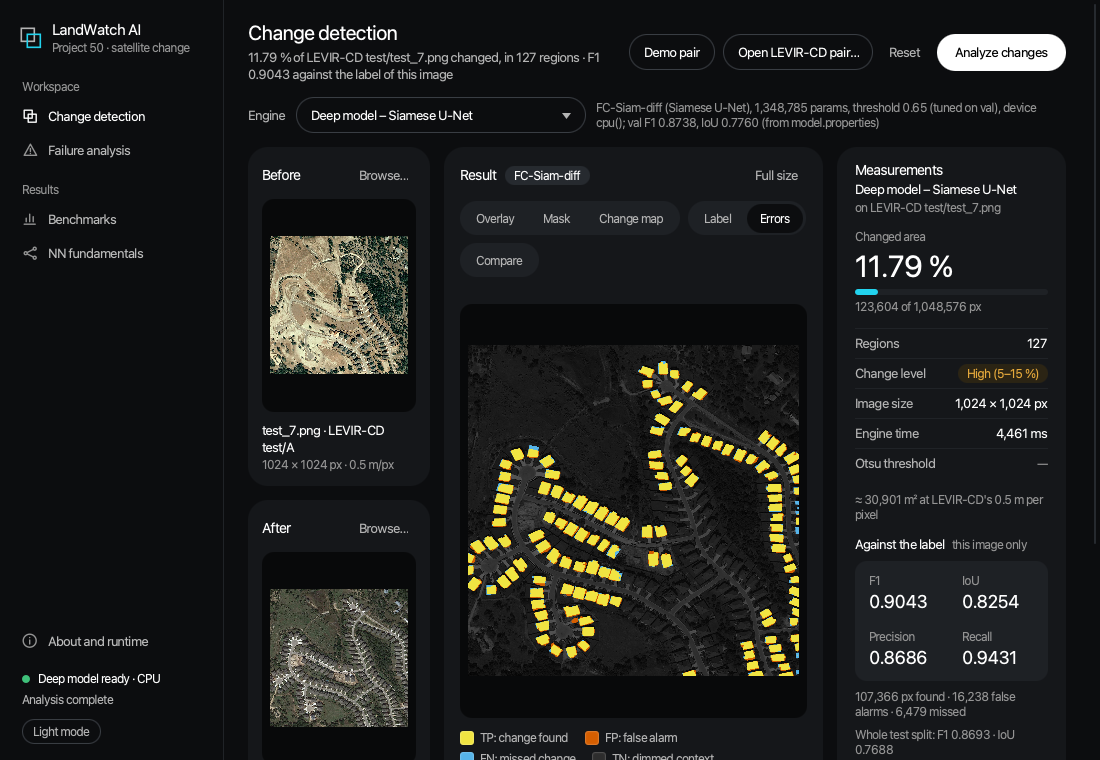 LandWatch AI
Project 50 · satellite change
Workspace
Change detection
Failure analysis
Results
Benchmarks
NN fundamentals
About and runtime
Deep model ready · CPU
Analysis complete
Light mode
Change detection
11.79 % of LEVIR-CD test/test_7.png changed, in 127 regions · F1
0.9043 against the label of this image
Demo pair
Open LEVIR-CD pair...
Reset
Analyze changes
Engine
Deep model – Siamese U-Net
FC-Siam-diff (Siamese U-Net), 1,348,785 params, threshold 0.65 (tuned on val), device
cpu(); val F1 0.8738, IoU 0.7760 (from model.properties)
Before
Browse...
test_7.png · LEVIR-CD
test/A
1024 × 1024 px · 0.5 m/px
After
Browse...
Result
FC-Siam-diff
Full size
Overlay
Mask
Change map
Label
Errors
Compare
TP: change found
FP: false alarm
FN: missed change
TN: dimmed context
Measurements
Deep model – Siamese U-Net
on LEVIR-CD test/test_7.png
Changed area
11.79 %
123,604 of 1,048,576 px
Regions
127
Change level
High (5–15 %)
Image size
1,024 × 1,024 px
Engine time
4,461 ms
Otsu threshold
—
≈ 30,901 m² at LEVIR-CD's 0.5 m per
pixel
Against the label this image only
F1
IoU
0.9043
0.8254
Precision
Recall
0.8686
0.9431
107,366 px found · 16,238 false
alarms · 6,479 missed
Whole test split: F1 0.8693 · IoU
0.7688